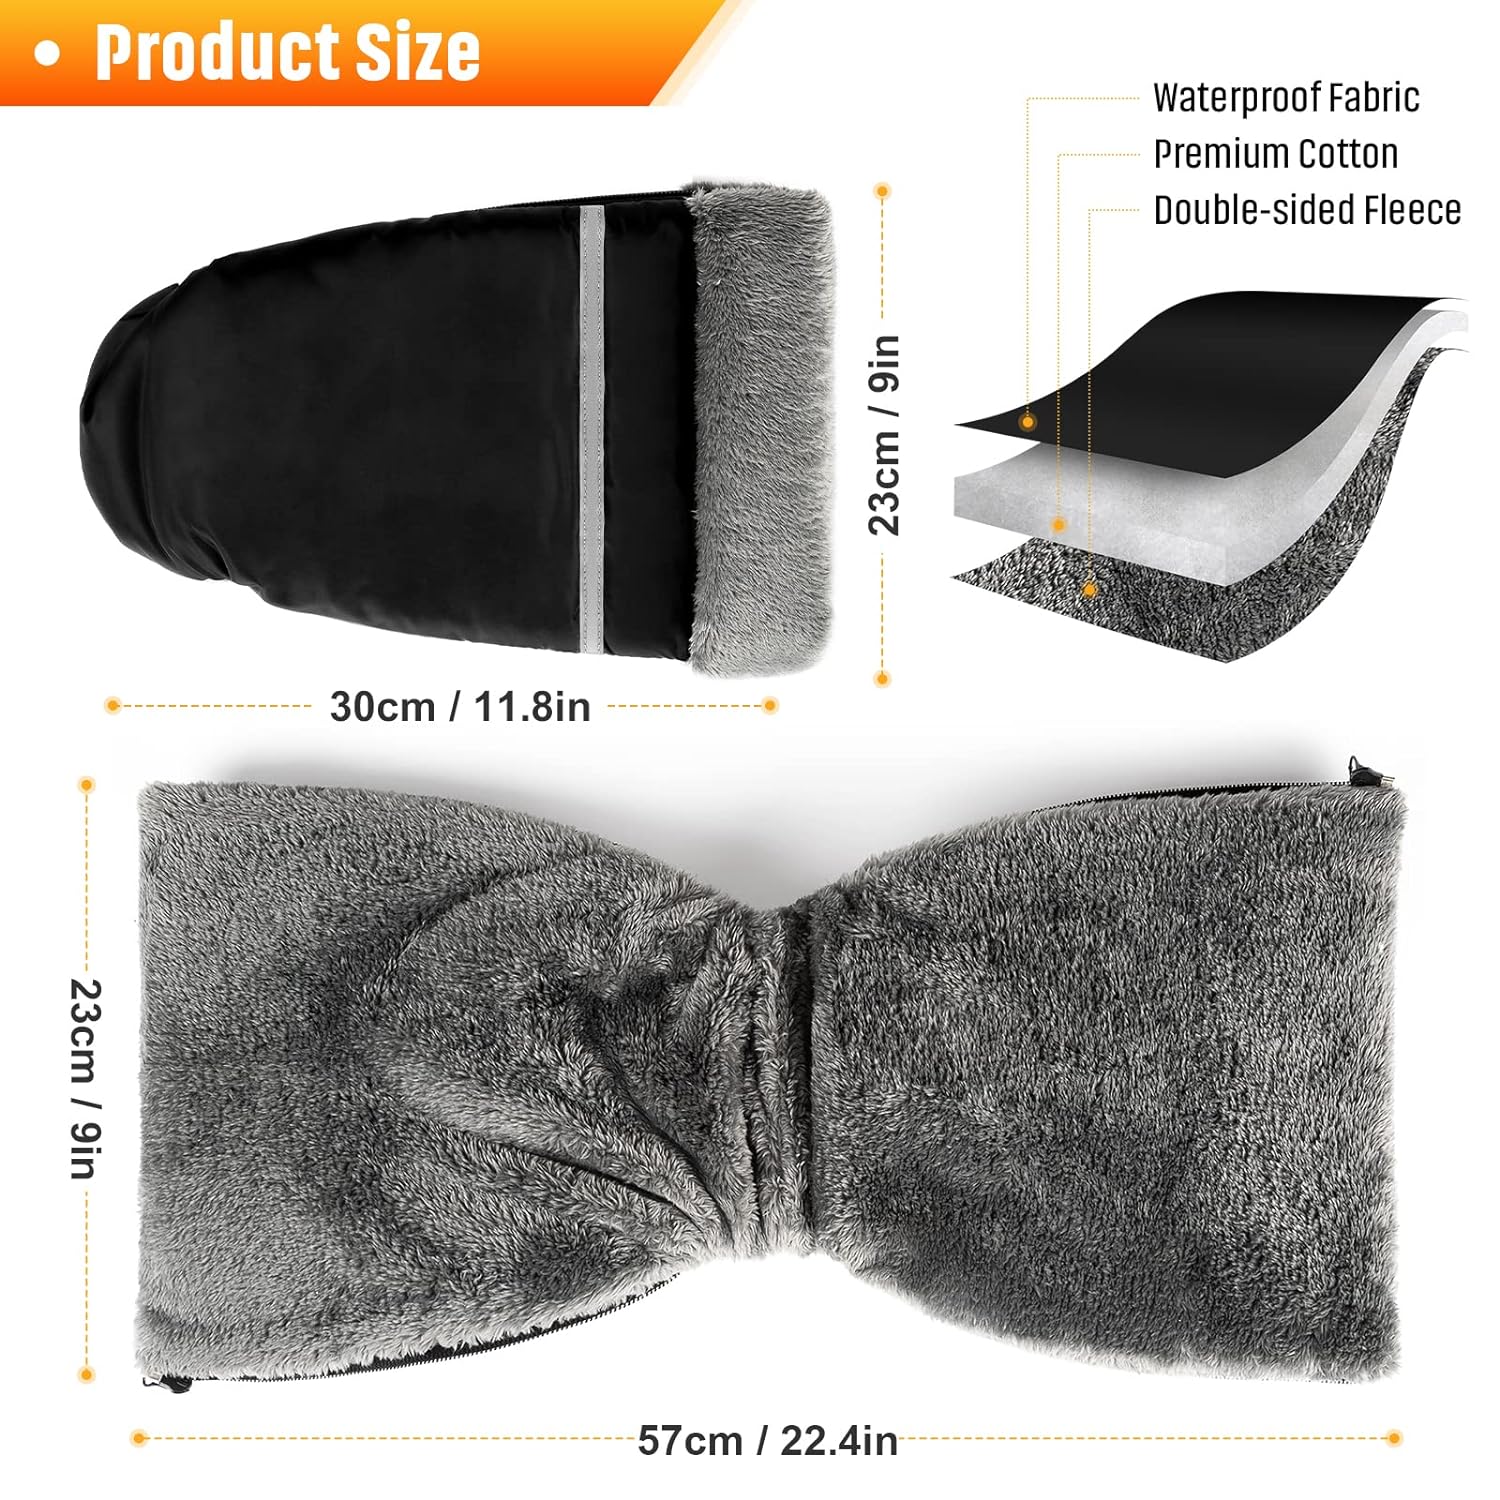 • Product Size
Waterproof Fabric
Premium Cotton
Double-sided Fleece
23cm / 9in
30cm / 11.8in
23cm / 9in
57cm / 22.4in